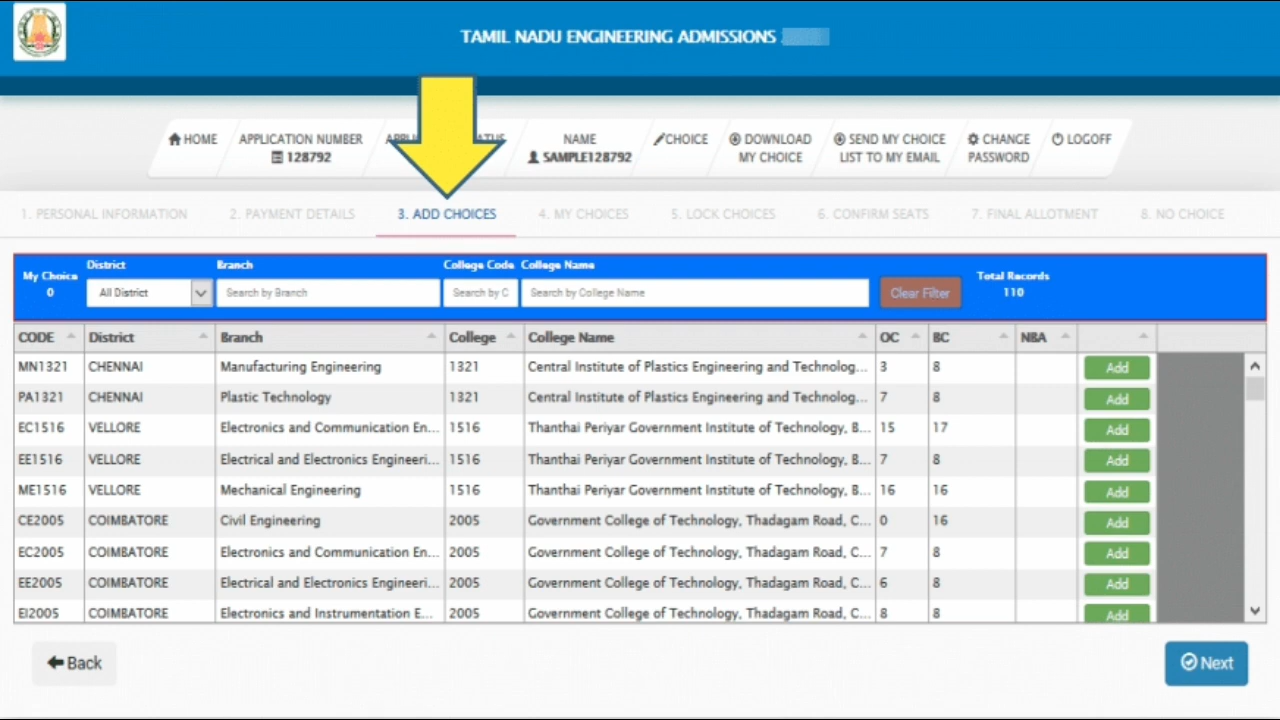 TAMIL NADU ENGINEERING ADMISSIONS
HOME
APPLICATION NUMBER
128792
NAME
SAMPLE128792
CHOICE
DOWNLOAD
MY CHOICE
SEND MY CHOICE
LIST TO MY EMAIL
CHANGE
PASSWORD
LOGOFF
1. PERSONAL INFORMATION 2. PAYMENT DETAILS 3. ADD CHOICES 4. MY CHOICES 5. LOCK CHOICES 6. CONFIRM SEATS 7. FINAL ALLOTMENT 8. NO CHOICE
My Choice
0
District
All District
Branch
Search by Branch
College Code
Search by C
College Name
Search by College Name
Clear Filter
Total Records
110
CODE District Branch College College Name OC BC NBA
MN1321 CHENNAI Manufacturing Engineering 1321 Central Institute of Plastics Engineering and Technolog... 3 8 Add
PA1321 CHENNAI Plastic Technology 1321 Central Institute of Plastics Engineering and Technolog... 7 8 Add
EC1516 VELLORE Electronics and Communication En... 1516 Thanthai Periyar Government Institute of Technology, B... 15 17 Add
EE1516 VELLORE Electrical and Electronics Engineeri... 1516 Thanthai Periyar Government Institute of Technology, B... 7 8 Add
ME1516 VELLORE Mechanical Engineering 1516 Thanthai Periyar Government Institute of Technology, B... 16 16 Add
CE2005 COIMBATORE Civil Engineering 2005 Government College of Technology, Thadagam Road, C... 0 16 Add
EC2005 COIMBATORE Electronics and Communication En... 2005 Government College of Technology, Thadagam Road, C... 7 8 Add
EE2005 COIMBATORE Electrical and Electronics Engineeri... 2005 Government College of Technology, Thadagam Road, C... 6 8 Add
EI2005 COIMBATORE Electronics and Instrumentation E... 2005 Government College of Technology, Thadagam Road, C... 8 8 Add
Back
Next